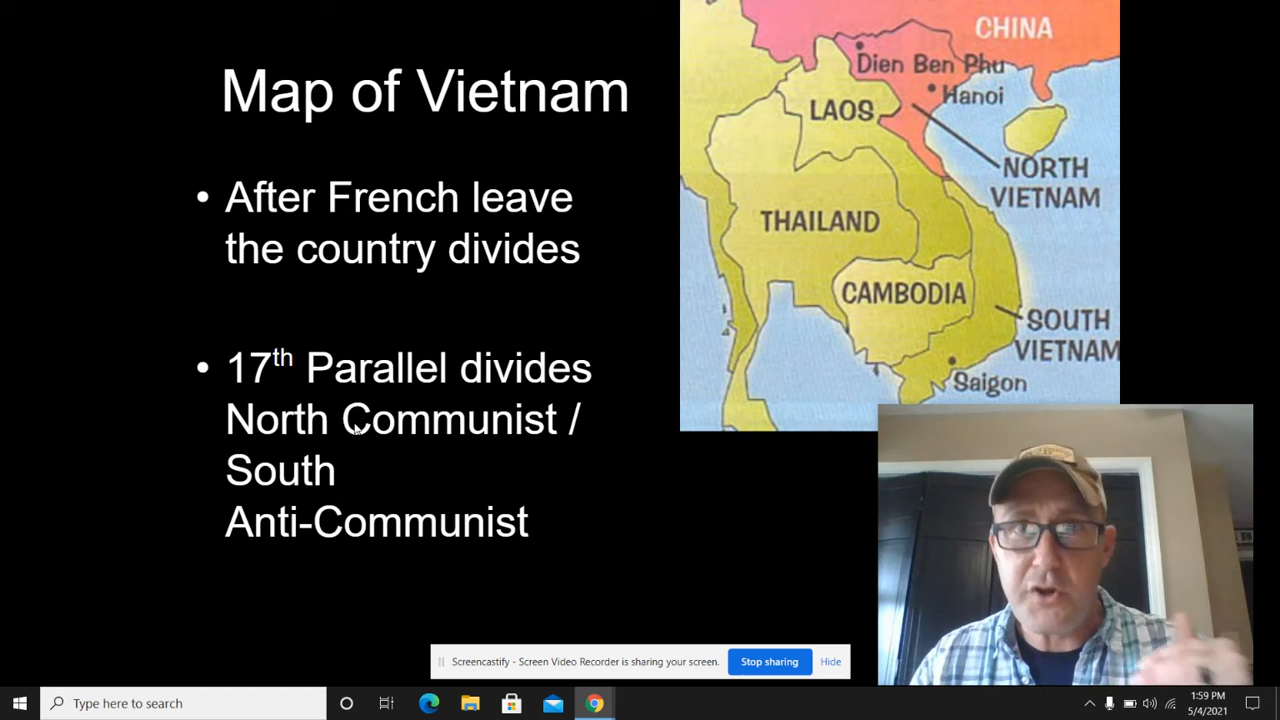 Map of Vietnam
• After French leave
the country divides
• 17th Parallel divides
North Communist /
South
Anti-Communist
CHINA
Dien Ben Phu
Hanoi
LAOS
NORTH
VIETNAM
THAILAND
CAMBODIA
SOUTH
VIETNAM
Saigon
Screencastify - Screen Video Recorder is sharing your screen.
Stop sharing
Hide
Type here to search
1:59 PM
5/4/2021